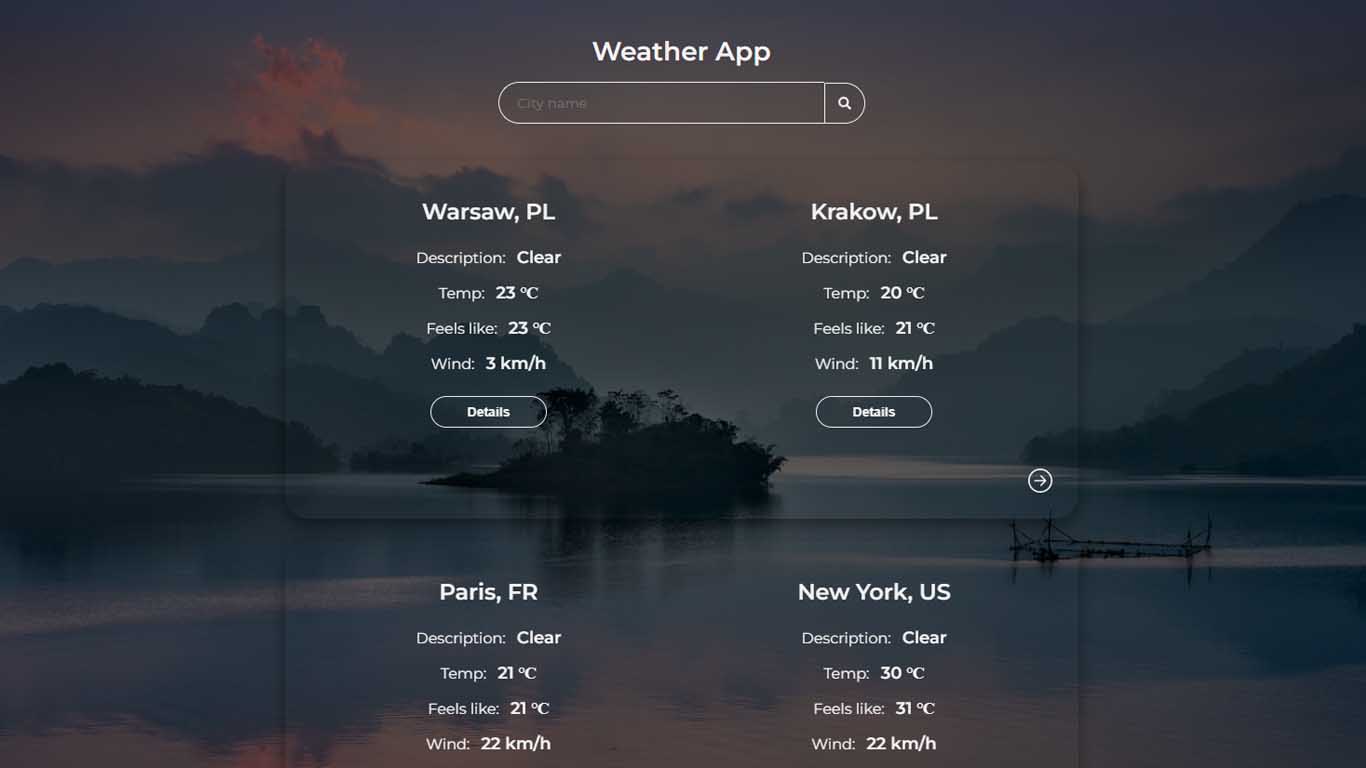 Weather App
City name
Warsaw, PL
Description: Clear
Temp: 23 °C
Feels like: 23 °C
Wind: 3 km/h
Details
Krakow, PL
Description: Clear
Temp: 20 °C
Feels like: 21 °C
Wind: 11 km/h
Details
Paris, FR
Description: Clear
Temp: 21 °C
Feels like: 21 °C
Wind: 22 km/h
New York, US
Description: Clear
Temp: 30 °C
Feels like: 31 °C
Wind: 22 km/h